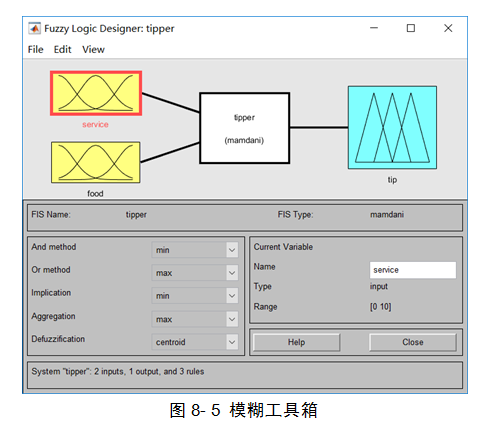 Fuzzy Logic Designer: tipper
File Edit View
service
food
tipper
(mamdani)
tip
FIS Name: tipper FIS Type: mamdani
And method min
Or method max
Implication min
Aggregation max
Defuzzification centroid
Current Variable
Name service
Type input
Range [0 10]
Help Close
System "tipper": 2 inputs, 1 output, and 3 rules
图 8- 5 模糊工具箱